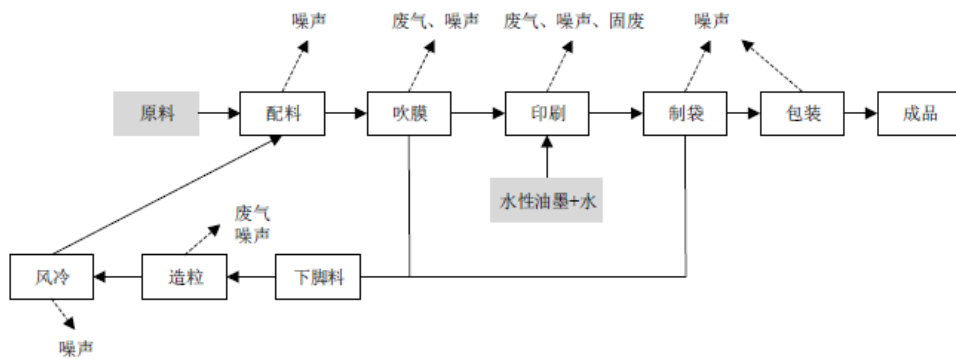 噪声
废气、噪声
废气、噪声、固废
噪声
原料
配料
吹膜
印刷
制袋
包装
成品
水性油墨+水
废气
噪声
风冷
造粒
下脚料
噪声